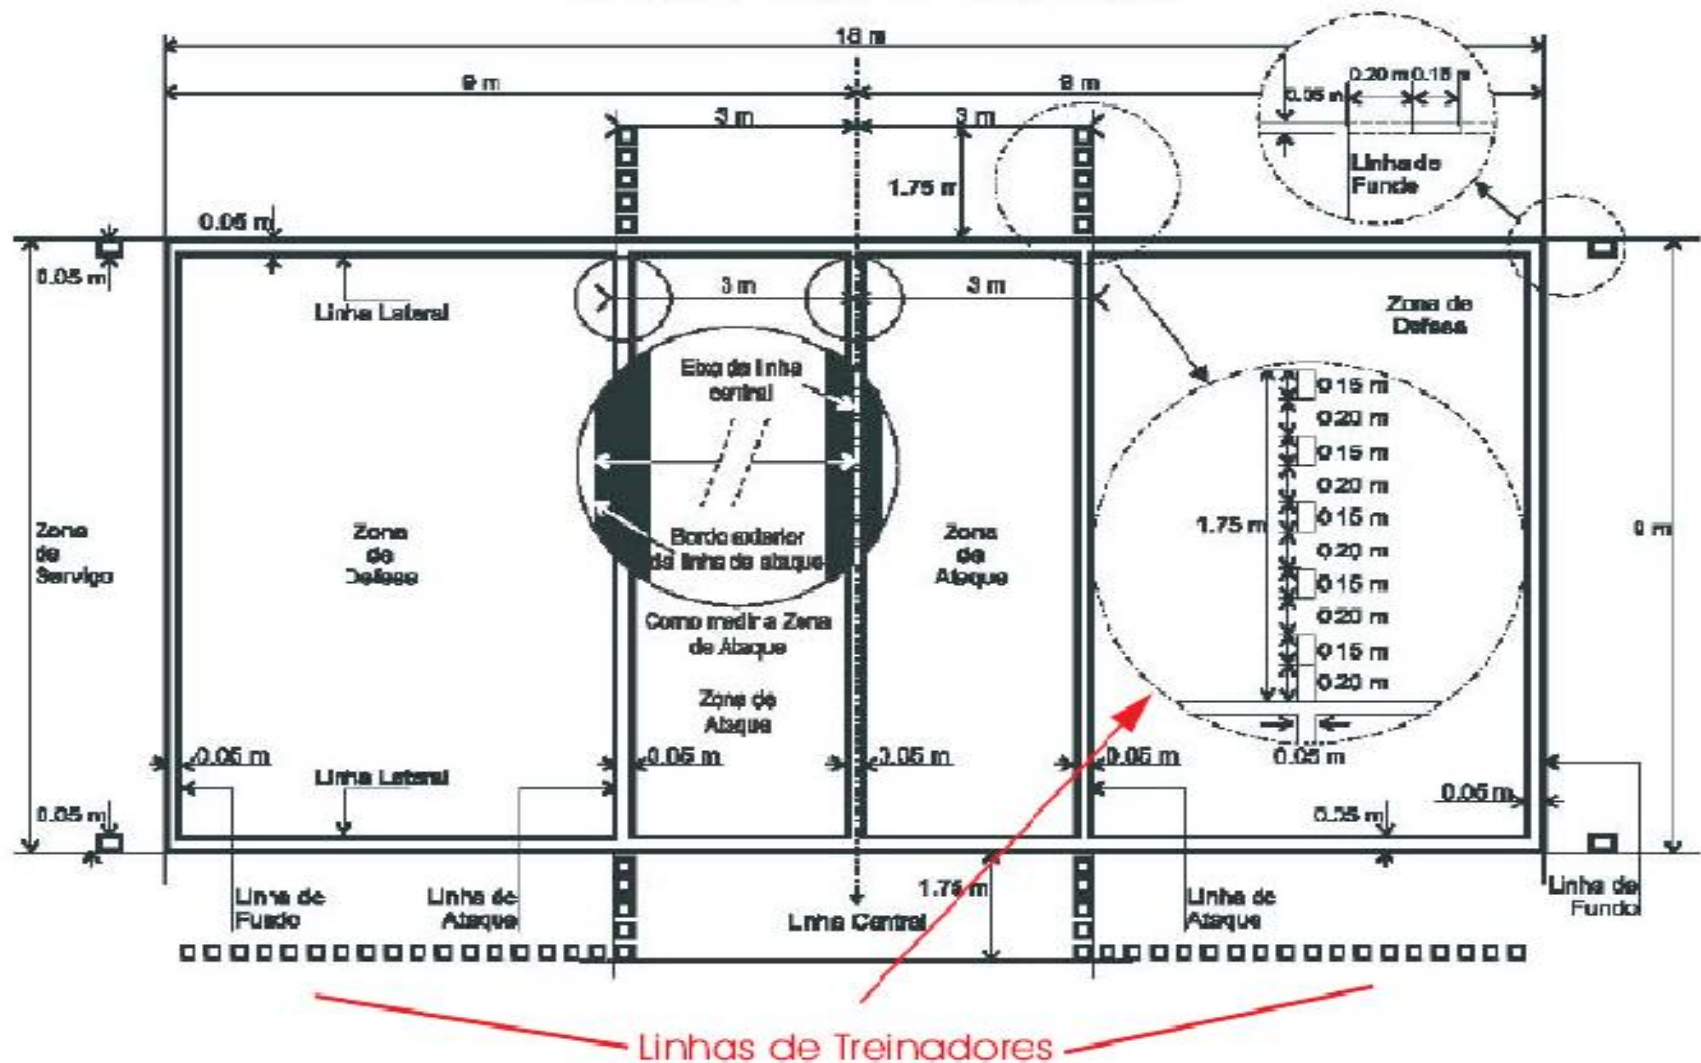 18 m
9 m
3 m
3 m
1.75 m
0.20 m 0.15 m
0.05 m
Linha de
Fundo
0.05 m
0.05 m
Linha Lateral
3 m
3 m
Zona de
Defesa
Eixo da linha
central
0.15 m
0.20 m
0.15 m
0.20 m
0.15 m
0.20 m
0.15 m
0.20 m
0.15 m
0.20 m
1.75 m
9 m
Zona
de
Serviço
Zona
de
Defesa
Bordo exterior
da linha de ataque
Zona
de
Ataque
Como medir a Zona
de Ataque
Zona de
Ataque
0.05 m
0.05 m
0.05 m
0.05 m
0.05 m
0.05 m
Linha Lateral
0.05 m
0.05 m
Linha de
Fundo
Linha de
Ataque
1.75 m
Linha Central
Linha de
Ataque
Linha de
Fundo
Linhas de Treinadores